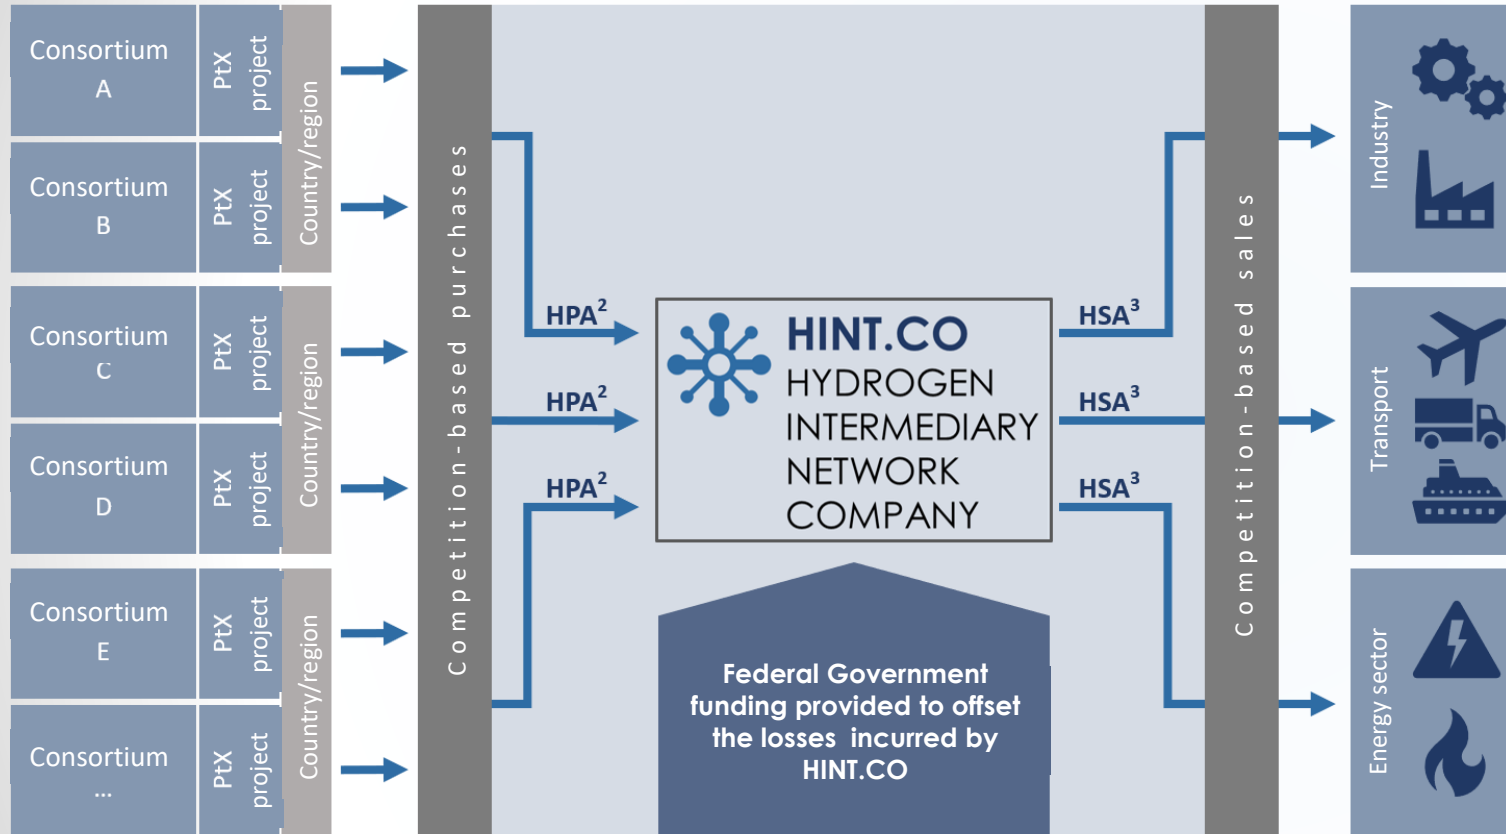 Consortium
A
PtX
project
Consortium
B
PtX
project
Country/region
Consortium
C
PtX
project
Consortium
D
PtX
project
Country/region
Consortium
E
PtX
project
Consortium
...
PtX
project
Country/region
Competition-based purchases
HPA²
HPA²
HPA²
HINT.CO
HYDROGEN
INTERMEDIARY
NETWORK
COMPANY
Federal Government
funding provided to offset
the losses incurred by
HINT.CO
HSA³
HSA³
HSA³
Competition-based sales
Industry
Transport
Energy sector